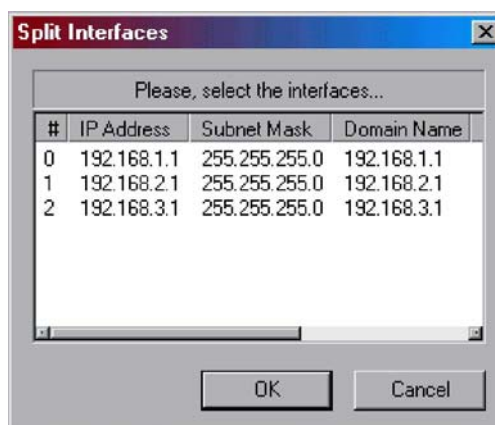 Split Interfaces
Please, select the interfaces...
# IP Address Subnet Mask Domain Name
0 192.168.1.1 255.255.255.0 192.168.1.1
1 192.168.2.1 255.255.255.0 192.168.2.1
2 192.168.3.1 255.255.255.0 192.168.3.1
OK Cancel